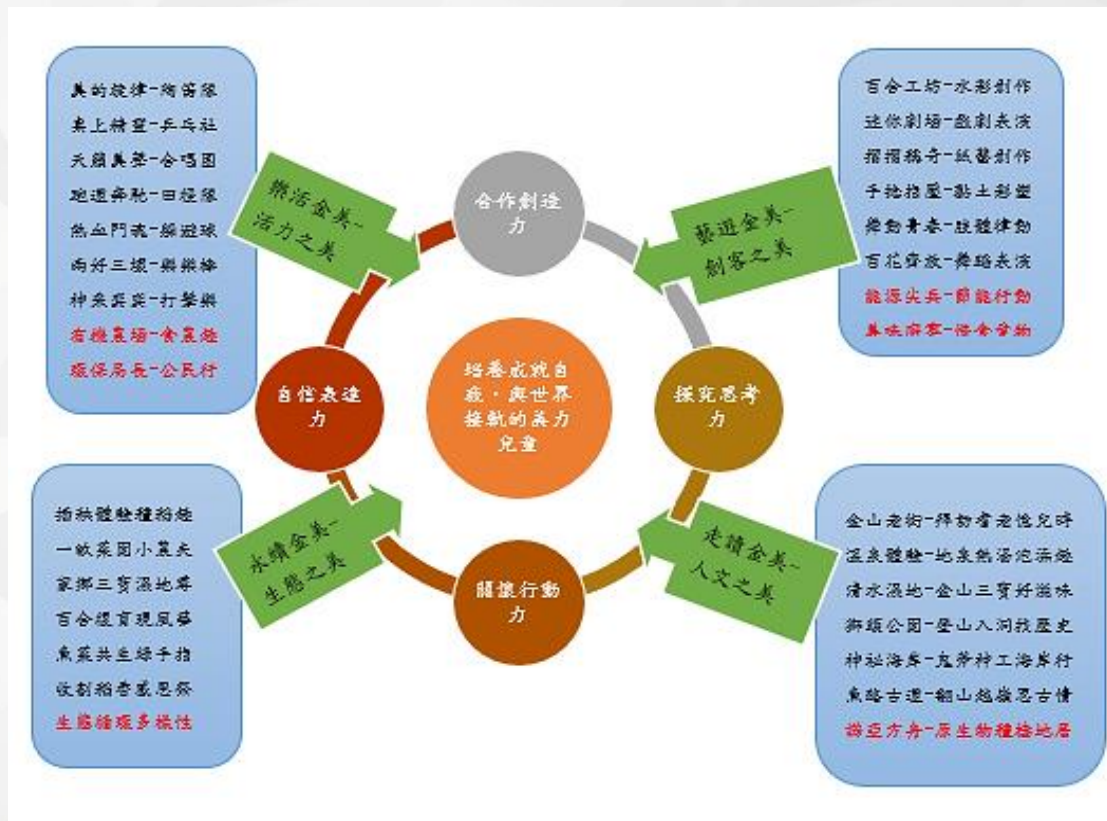 美的旋律-陶笛隊
桌上精靈-乒乓社
天籟美聲-合唱團
跑道奔馳-田徑隊
熱血鬥魂-躲避球
兩好三壞-樂樂棒
神采奕奕-打擊樂
有機農場-食農趣
環保局長-公民行
樂活金美-
活力之美
合作創造
力
藝遊金美-
創客之美
百合工坊-水彩創作
迷你劇場-戲劇表演
摺摺稱奇-紙藝創作
手捻指壓-黏土彩塑
舞動青春-肢體律動
百花齊放-舞蹈表演
能源尖兵-節能行動
美味廚房-惜食食物
自信表達
力
培養成就自
我·與世界
接軌的美力
兒童
探究思考
力
插秧體驗種稻趣
一畝菜園小農夫
家鄉三寶濕地尋
百合復育現風華
魚菜共生綠手指
收割稻香感恩祭
生態循環多樣性
永續金美-
生態之美
關懷行動
力
走讀金美-
人文之美
金山老街-拜訪耆老憶兒時
溫泉體驗-地泉熱湯泡湯趣
清水濕地-金山三寶好滋味
獅頭公園-登山入洞找歷史
神祕海岸-鬼斧神工海岸行
魚路古道-翻山越嶺思古情
諾亞方舟-原生物種棲地居